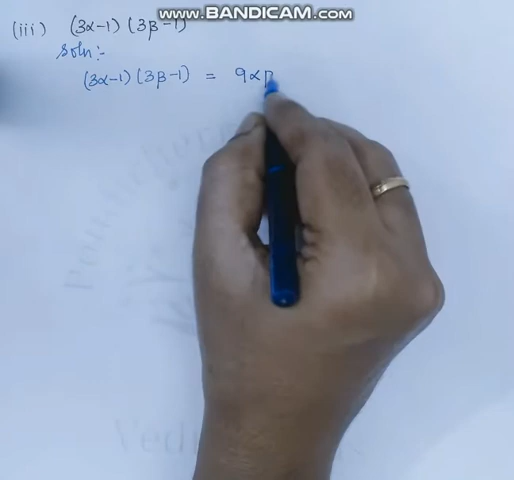 www.BANDICAM.com
(iii) (3α-1) (3β-1)
Soln:-
(3α-1) (3β-1) = 9αβ